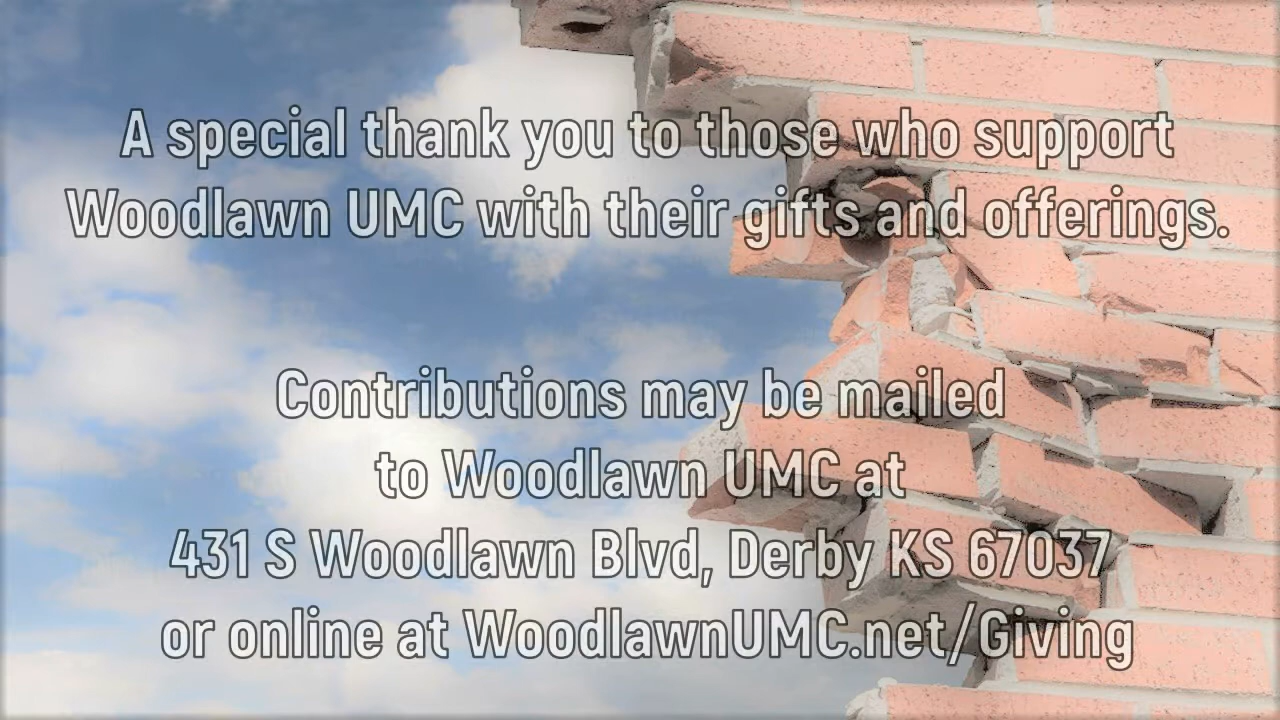 A special thank you to those who support
Woodlawn UMC with their gifts and offerings.
Contributions may be mailed
to Woodlawn UMC at
431 S Woodlawn Blvd, Derby KS 67037
or online at WoodlawnUMC.net/Giving